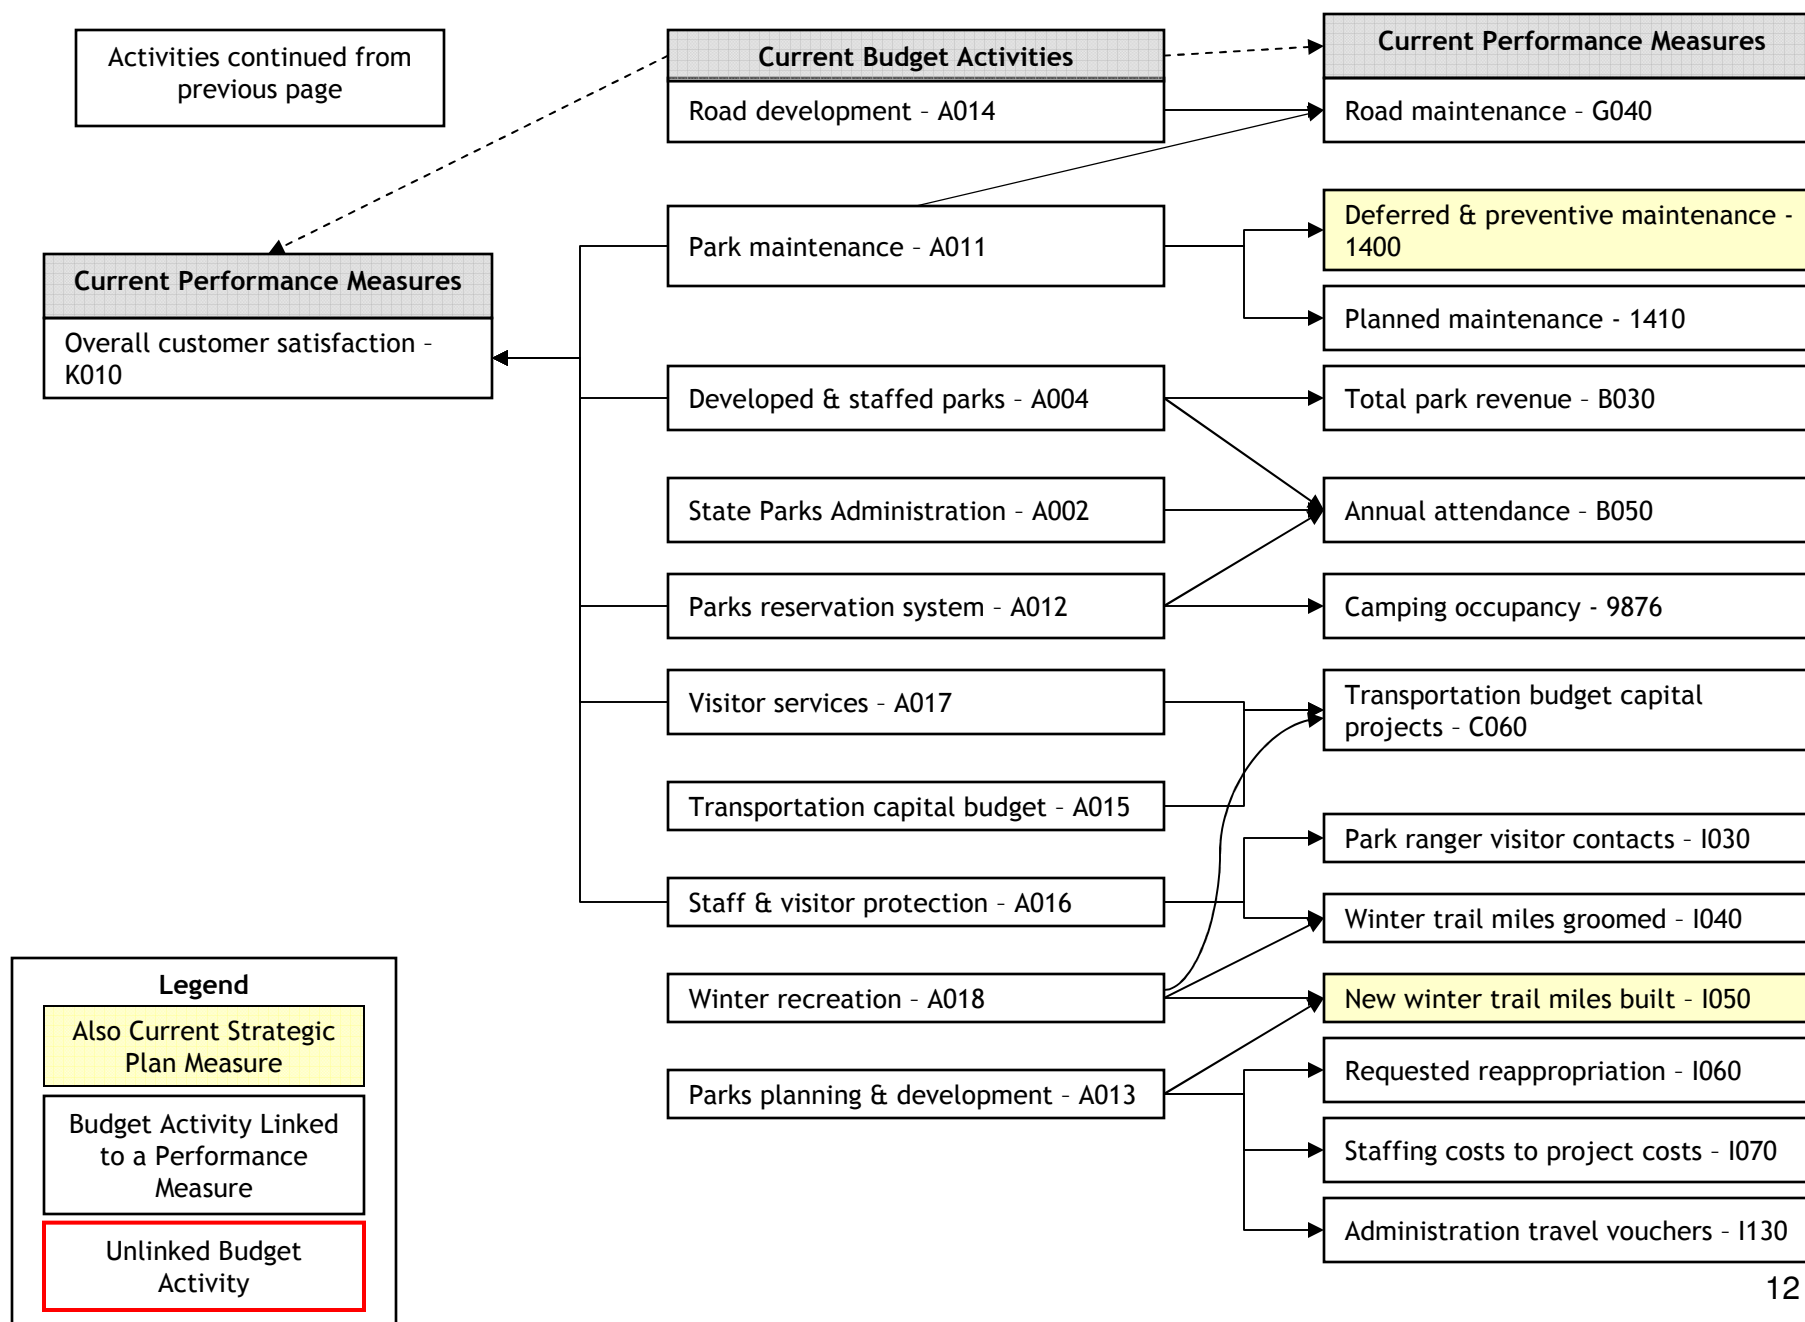 Activities continued from
previous page
Current Performance Measures
Overall customer satisfaction –
K010
Current Budget Activities
Road development – A014
Park maintenance – A011
Developed & staffed parks – A004
State Parks Administration – A002
Parks reservation system – A012
Visitor services – A017
Transportation capital budget – A015
Staff & visitor protection – A016
Winter recreation – A018
Parks planning & development – A013
Current Performance Measures
Road maintenance – G040
Deferred & preventive maintenance -
1400
Planned maintenance - 1410
Total park revenue – B030
Annual attendance – B050
Camping occupancy - 9876
Transportation budget capital
projects – C060
Park ranger visitor contacts – I030
Winter trail miles groomed – I040
New winter trail miles built – I050
Requested reappropriation – I060
Staffing costs to project costs – I070
Administration travel vouchers – I130
Legend
Also Current Strategic
Plan Measure
Budget Activity Linked
to a Performance
Measure
Unlinked Budget
Activity
12